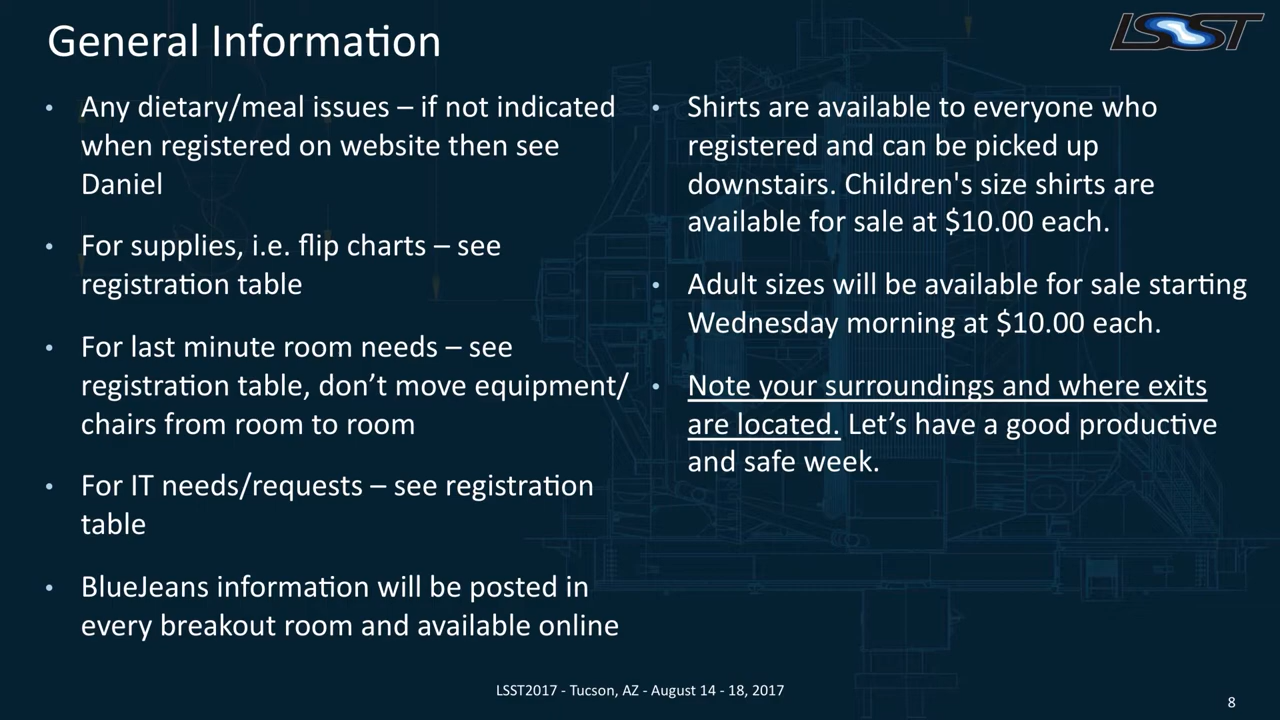 General Information
LSST
• Any dietary/meal issues – if not indicated
when registered on website then see
Daniel
• For supplies, i.e. flip charts – see
registration table
• For last minute room needs – see
registration table, don’t move equipment/
chairs from room to room
• For IT needs/requests – see registration
table
• BlueJeans information will be posted in
every breakout room and available online
• Shirts are available to everyone who
registered and can be picked up
downstairs. Children's size shirts are
available for sale at $10.00 each.
• Adult sizes will be available for sale starting
Wednesday morning at $10.00 each.
• Note your surroundings and where exits
are located. Let’s have a good productive
and safe week.
LSST2017 - Tucson, AZ - August 14 - 18, 2017
8